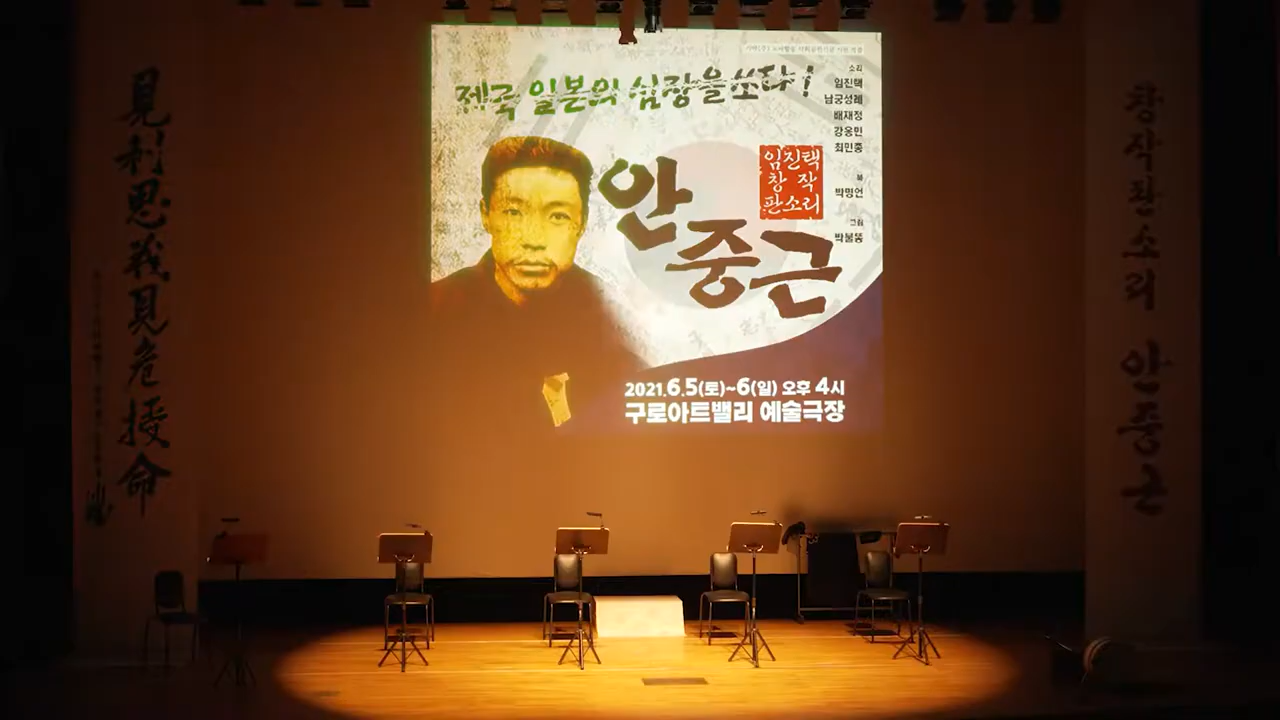 見利思義見危授命
제국 일본의 심장을 쏘다!
안중근
임진택
창작
판소리
소리
임진택
남궁성례
배재정
강응민
최민종
북
박명언
그림
박불똥
2021.6.5(토)~6(일) 오후 4시
구로아트밸리 예술극장
창작판소리 안중근